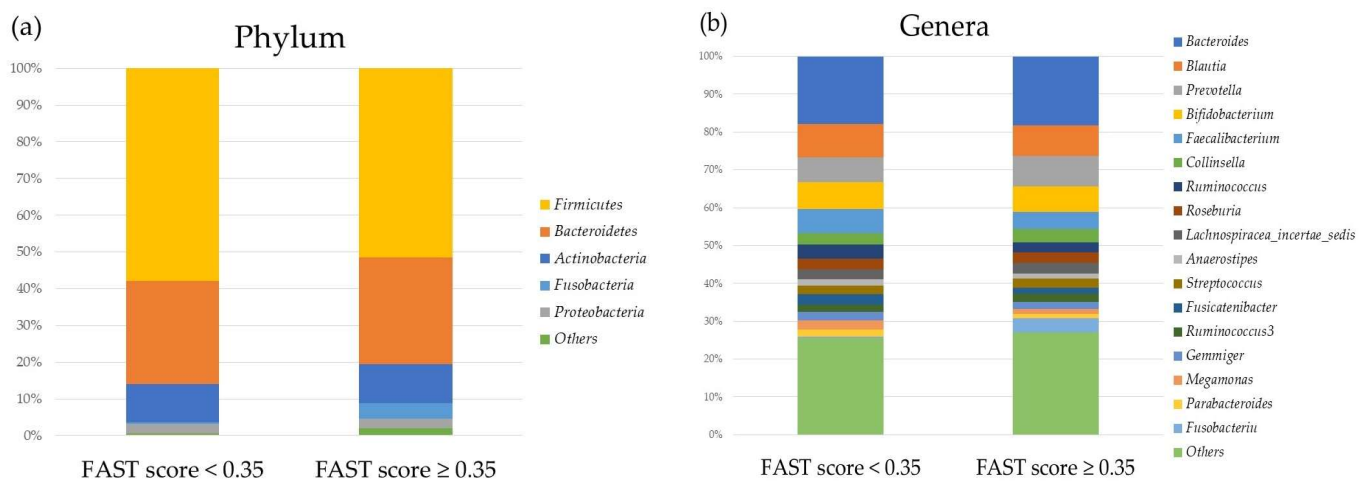 (a)
Phylum
100%
90%
80%
70%
60%
50%
40%
30%
20%
10%
0%
FAST score < 0.35
FAST score ≥ 0.35
Firmicutes
Bacteroidetes
Actinobacteria
Fusobacteria
Proteobacteria
Others
(b)
Genera
100%
90%
80%
70%
60%
50%
40%
30%
20%
10%
0%
FAST score < 0.35
FAST score ≥ 0.35
Bacteroides
Blautia
Prevotella
Bifidobacterium
Faecalibacterium
Collinsella
Ruminococcus
Roseburia
Lachnospiracea_incertae_sedis
Anaerostipes
Streptococcus
Fusicatenibacter
Ruminococcus3
Gemmiger
Megamonas
Parabacteroides
Fusobacteriu
Others